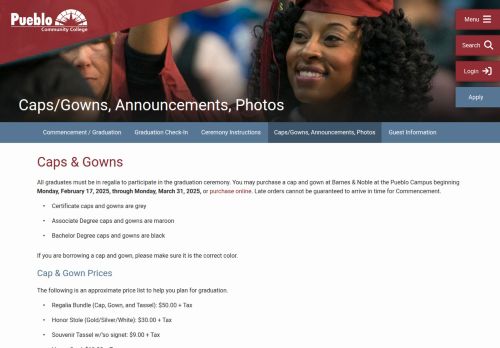 Pueblo
Community College
Menu
Search
Login
Apply
Caps/Gowns, Announcements, Photos
Commencement / Graduation
Graduation Check-In
Ceremony Instructions
Caps/Gowns, Announcements, Photos
Guest Information
Caps & Gowns
All graduates must be in regalia to participate in the graduation ceremony. You may purchase a cap and gown at Barnes & Noble at the Pueblo Campus beginning
Monday, February 17, 2025, through Monday, March 31, 2025, or purchase online. Late orders cannot be guaranteed to arrive in time for Commencement.
• Certificate caps and gowns are grey
• Associate Degree caps and gowns are maroon
• Bachelor Degree caps and gowns are black
If you are borrowing a cap and gown, please make sure it is the correct color.
Cap & Gown Prices
The following is an approximate price list to help you plan for graduation.
• Regalia Bundle (Cap, Gown, and Tassel): $50.00 + Tax
• Honor Stole (Gold/Silver/White): $30.00 + Tax
• Souvenir Tassel w/'so signet: $9.00 + Tax